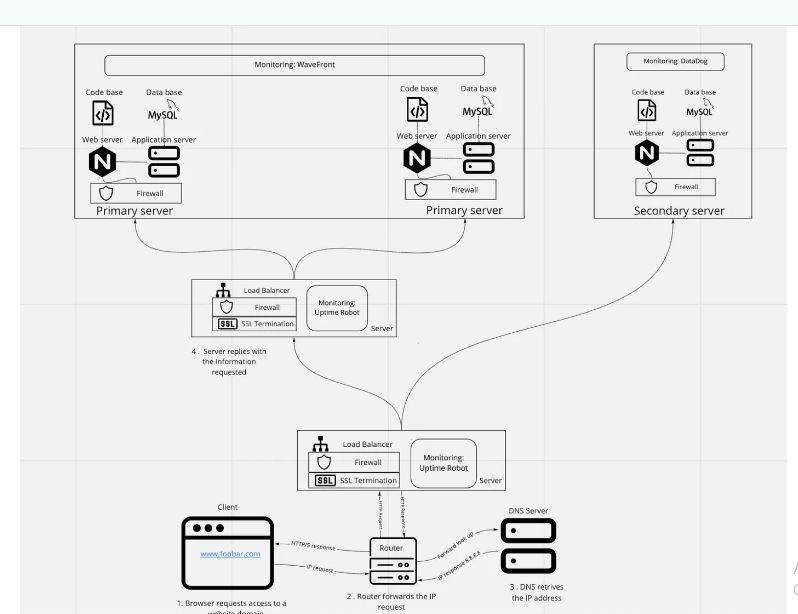 Monitoring: WaveFront
Monitoring: DataDog
Code base
Data base
MySQL
Web server
Application server
N
Firewall
Primary server
Code base
Data base
MySQL
Web server
Application server
N
Firewall
Primary server
Code base
Data base
MySQL
Web server
Application server
N
Firewall
Secondary server
Load Balancer
Firewall
SSL SSL Termination
Monitoring:
Uptime Robot
Server
4 . Server replies with
the Information
requested
Load Balancer
Firewall
SSL SSL Termination
Monitoring:
Uptime Robot
Server
Client
www.foobar.com
HTTP/S response
IP request
Router
Forward look up
IP response 8.8.8.8
DNS Server
1. Browser requests access to a
website domain
2 . Router forwards the IP
request
3 . DNS retrives
the IP address